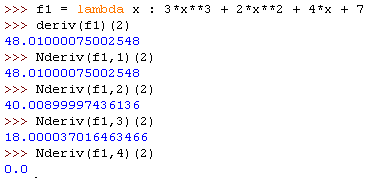 >>> f1 = lambda x : 3*x**3 + 2*x**2 + 4*x + 7
>>> deriv(f1)(2)
48.01000075002548
>>> Nderiv(f1,1)(2)
48.01000075002548
>>> Nderiv(f1,2)(2)
40.00899997436136
>>> Nderiv(f1,3)(2)
18.000037016463466
>>> Nderiv(f1,4)(2)
0.0